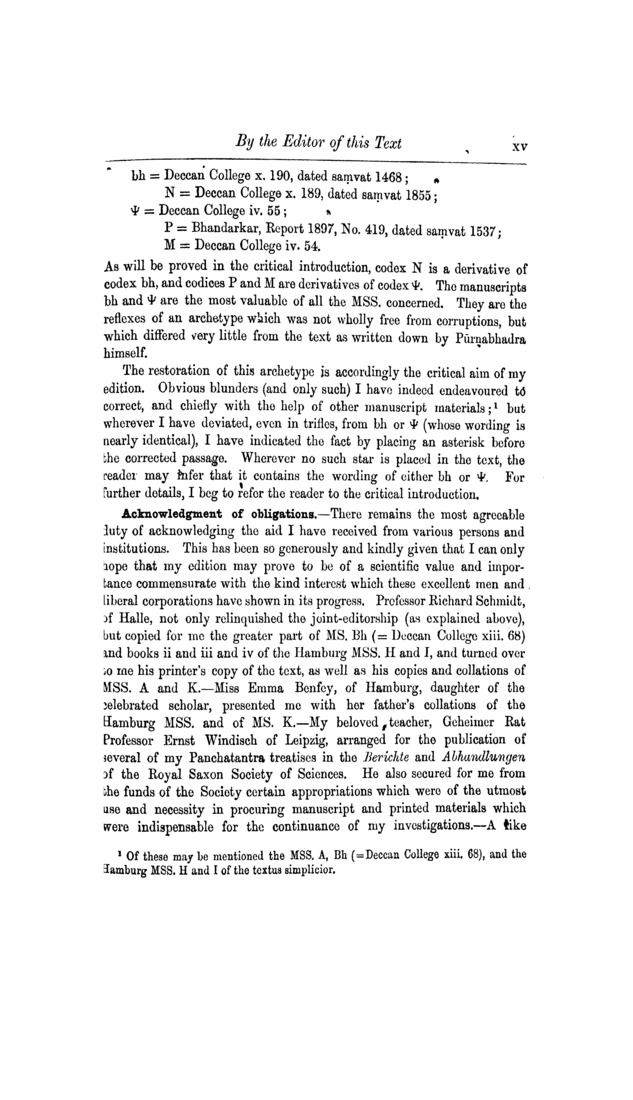 By the Editor of this Text xv
bh = Deccan College x. 190, dated saṃvat 1468;
N = Deccan College x. 189, dated saṃvat 1855;
Ψ = Deccan College iv. 55;
P = Bhandarkar, Report 1897, No. 419, dated saṃvat 1537;
M = Deccan College iv. 54.
As will be proved in the critical introduction, codex N is a derivative of
codex bh, and codices P and M are derivatives of codex Ψ. The manuscripts
bh and Ψ are the most valuable of all the MSS. concerned. They are the
reflexes of an archetype which was not wholly free from corruptions, but
which differed very little from the text as written down by Pūrṇabhadra
himself.
The restoration of this archetype is accordingly the critical aim of my
edition. Obvious blunders (and only such) I have indeed endeavoured to
correct, and chiefly with the help of other manuscript materials;¹ but
wherever I have deviated, even in trifles, from bh or Ψ (whose wording is
nearly identical), I have indicated the fact by placing an asterisk before
the corrected passage. Wherever no such star is placed in the text, the
reader may infer that it contains the wording of either bh or Ψ. For
further details, I beg to refer the reader to the critical introduction.
Acknowledgment of obligations.—There remains the most agreeable
duty of acknowledging the aid I have received from various persons and
institutions. This has been so generously and kindly given that I can only
hope that my edition may prove to be of a scientific value and impor-
tance commensurate with the kind interest which these excellent men and
liberal corporations have shown in its progress. Professor Richard Schmidt,
of Halle, not only relinquished the joint-editorship (as explained above),
but copied for me the greater part of MS. Bh (= Deccan College xiii. 68)
and books ii and iii and iv of the Hamburg MSS. H and I, and turned over
to me his printer's copy of the text, as well as his copies and collations of
MSS. A and K.—Miss Emma Benfey, of Hamburg, daughter of the
celebrated scholar, presented me with her father's collations of the
Hamburg MSS. and of MS. K.—My beloved teacher, Geheimer Rat
Professor Ernst Windisch of Leipzig, arranged for the publication of
several of my Panchatantra treatises in the Berichte and Abhandlungen
of the Royal Saxon Society of Sciences. He also secured for me from
the funds of the Society certain appropriations which were of the utmost
use and necessity in procuring manuscript and printed materials which
were indispensable for the continuance of my investigations.—A like
¹ Of these may be mentioned the MSS. A, Bh (=Deccan College xiii. 68), and the
Hamburg MSS. H and I of the textus simplicior.